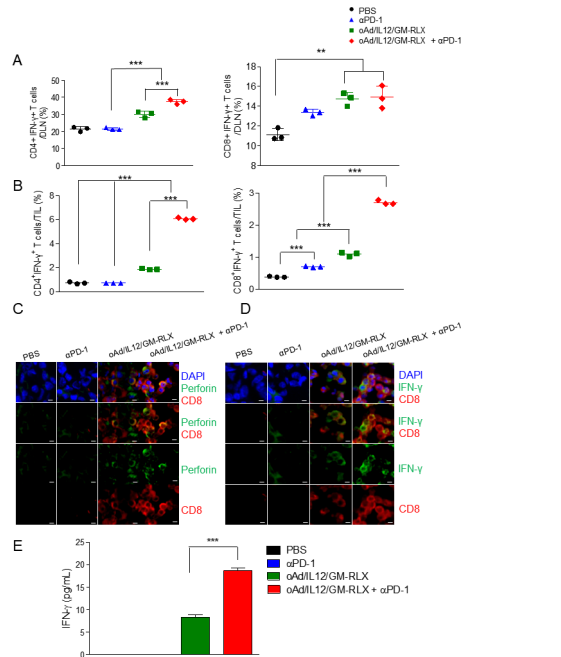 PBS
αPD-1
oAd/IL12/GM-RLX
oAd/IL12/GM-RLX + αPD-1
A
CD4+ IFN-γ+ T cells
/DLN (%)
50
40
30
20
10
***
***
CD8+ IFN-γ+ T cells
/DLN (%)
18
16
14
12
10
8
**
B
CD4+IFN-γ+ T cells/TIL (%)
8
6
4
2
0
***
***
CD8+IFN-γ+ T cells/TIL (%)
3
2
1
0
***
***
***
C
PBS
αPD-1
oAd/IL12/GM-RLX
oAd/IL12/GM-RLX + αPD-1
DAPI
Perforin
CD8
Perforin
CD8
Perforin
CD8
D
PBS
αPD-1
oAd/IL12/GM-RLX
oAd/IL12/GM-RLX + αPD-1
DAPI
IFN-γ
CD8
IFN-γ
CD8
IFN-γ
CD8
E
IFN-γ (pg/mL)
25
20
15
10
5
0
***
PBS
αPD-1
oAd/IL12/GM-RLX
oAd/IL12/GM-RLX + αPD-1